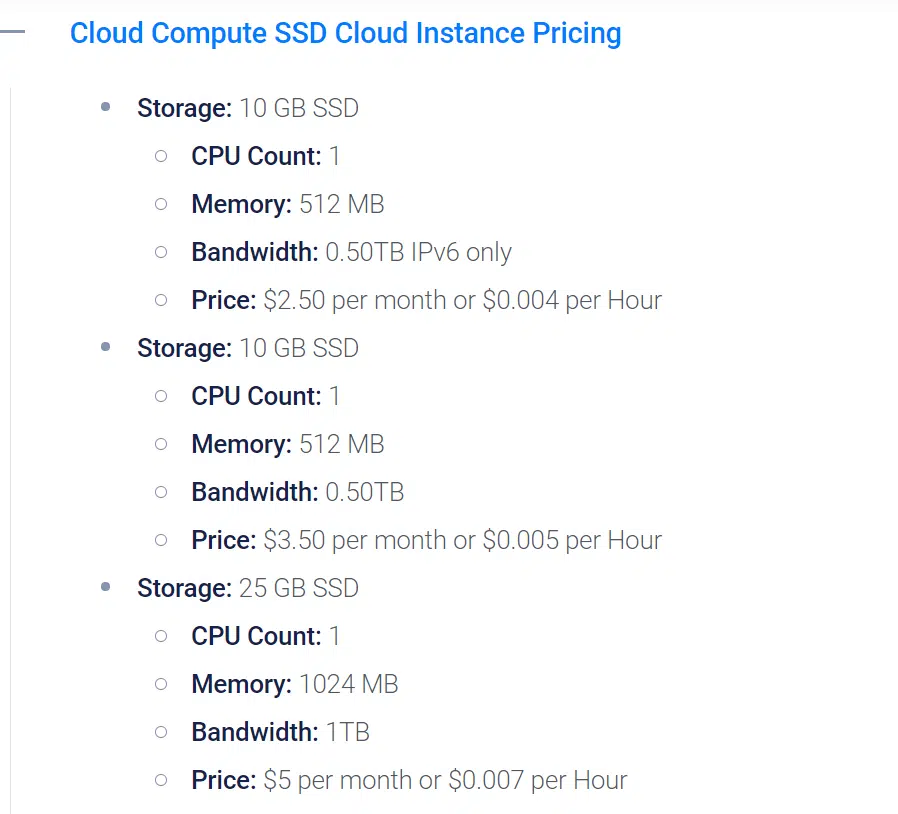 Cloud Compute SSD Cloud Instance Pricing
Storage: 10 GB SSD
CPU Count: 1
Memory: 512 MB
Bandwidth: 0.50TB IPv6 only
Price: $2.50 per month or $0.004 per Hour
Storage: 10 GB SSD
CPU Count: 1
Memory: 512 MB
Bandwidth: 0.50TB
Price: $3.50 per month or $0.005 per Hour
Storage: 25 GB SSD
CPU Count: 1
Memory: 1024 MB
Bandwidth: 1TB
Price: $5 per month or $0.007 per Hour